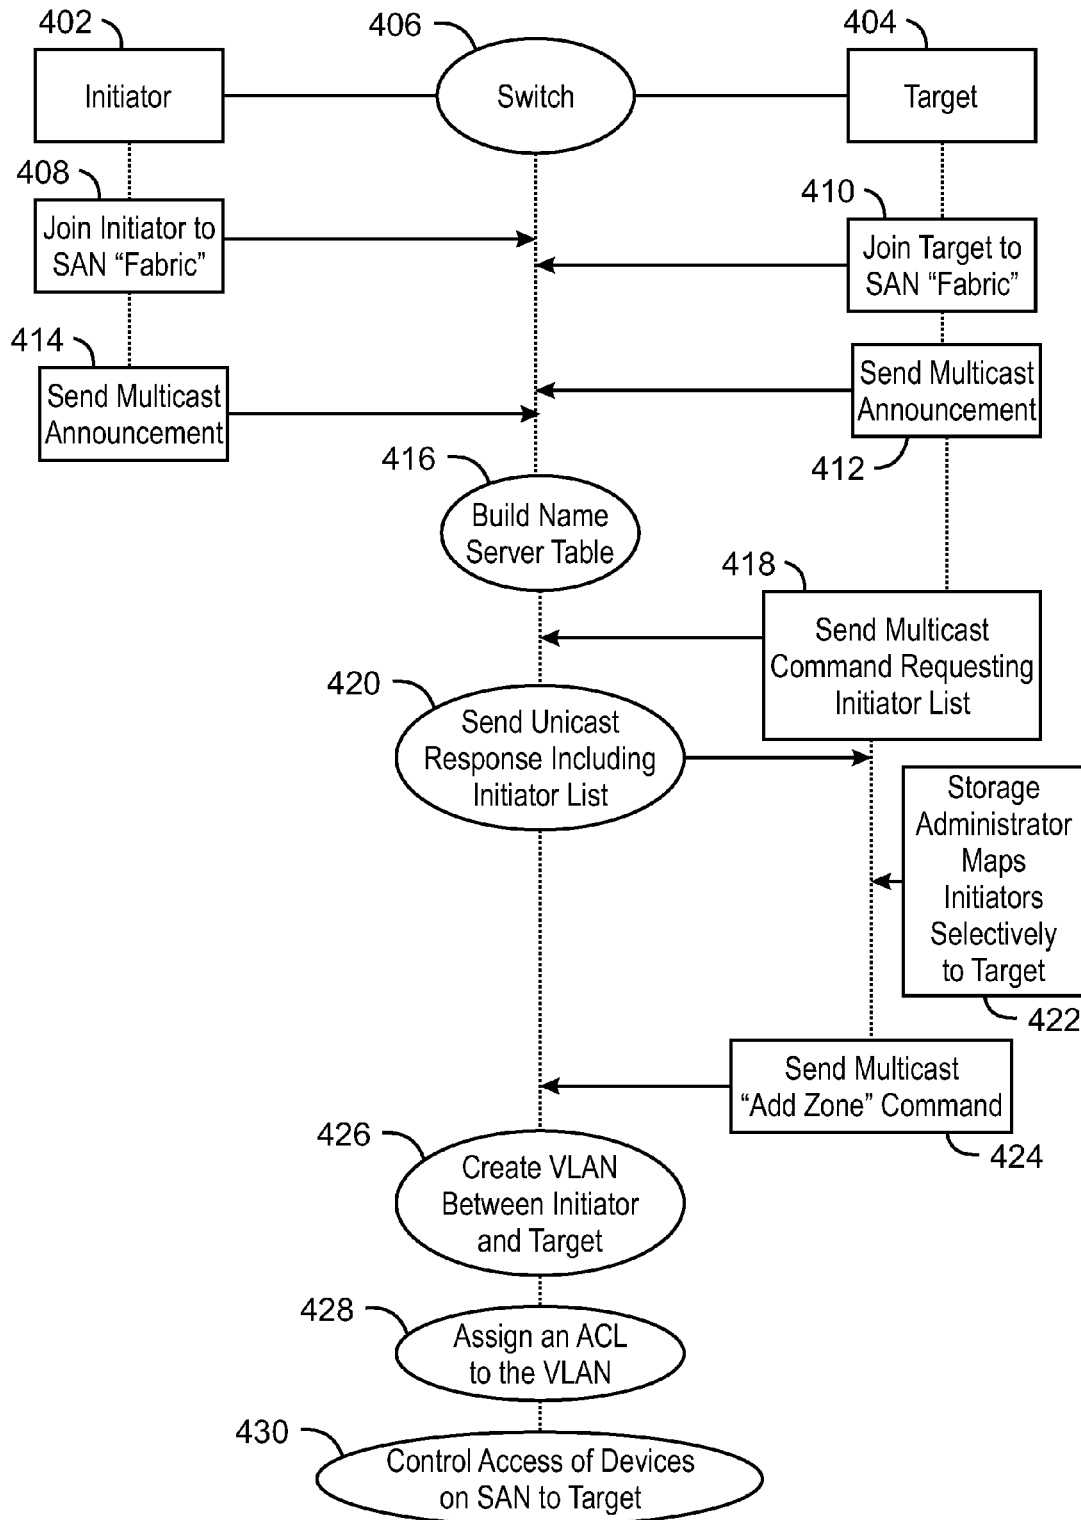 402
406
404
Initiator
Switch
Target
408
410
Join Initiator to
SAN “Fabric”
Join Target to
SAN “Fabric”
414
Send Multicast
Announcement
Send Multicast
Announcement
412
416
Build Name
Server Table
418
Send Multicast
Command Requesting
Initiator List
420
Send Unicast
Response Including
Initiator List
Storage
Administrator
Maps
Initiators
Selectively
to Target
422
Send Multicast
“Add Zone” Command
424
426
Create VLAN
Between Initiator
and Target
428
Assign an ACL
to the VLAN
430
Control Access of Devices
on SAN to Target